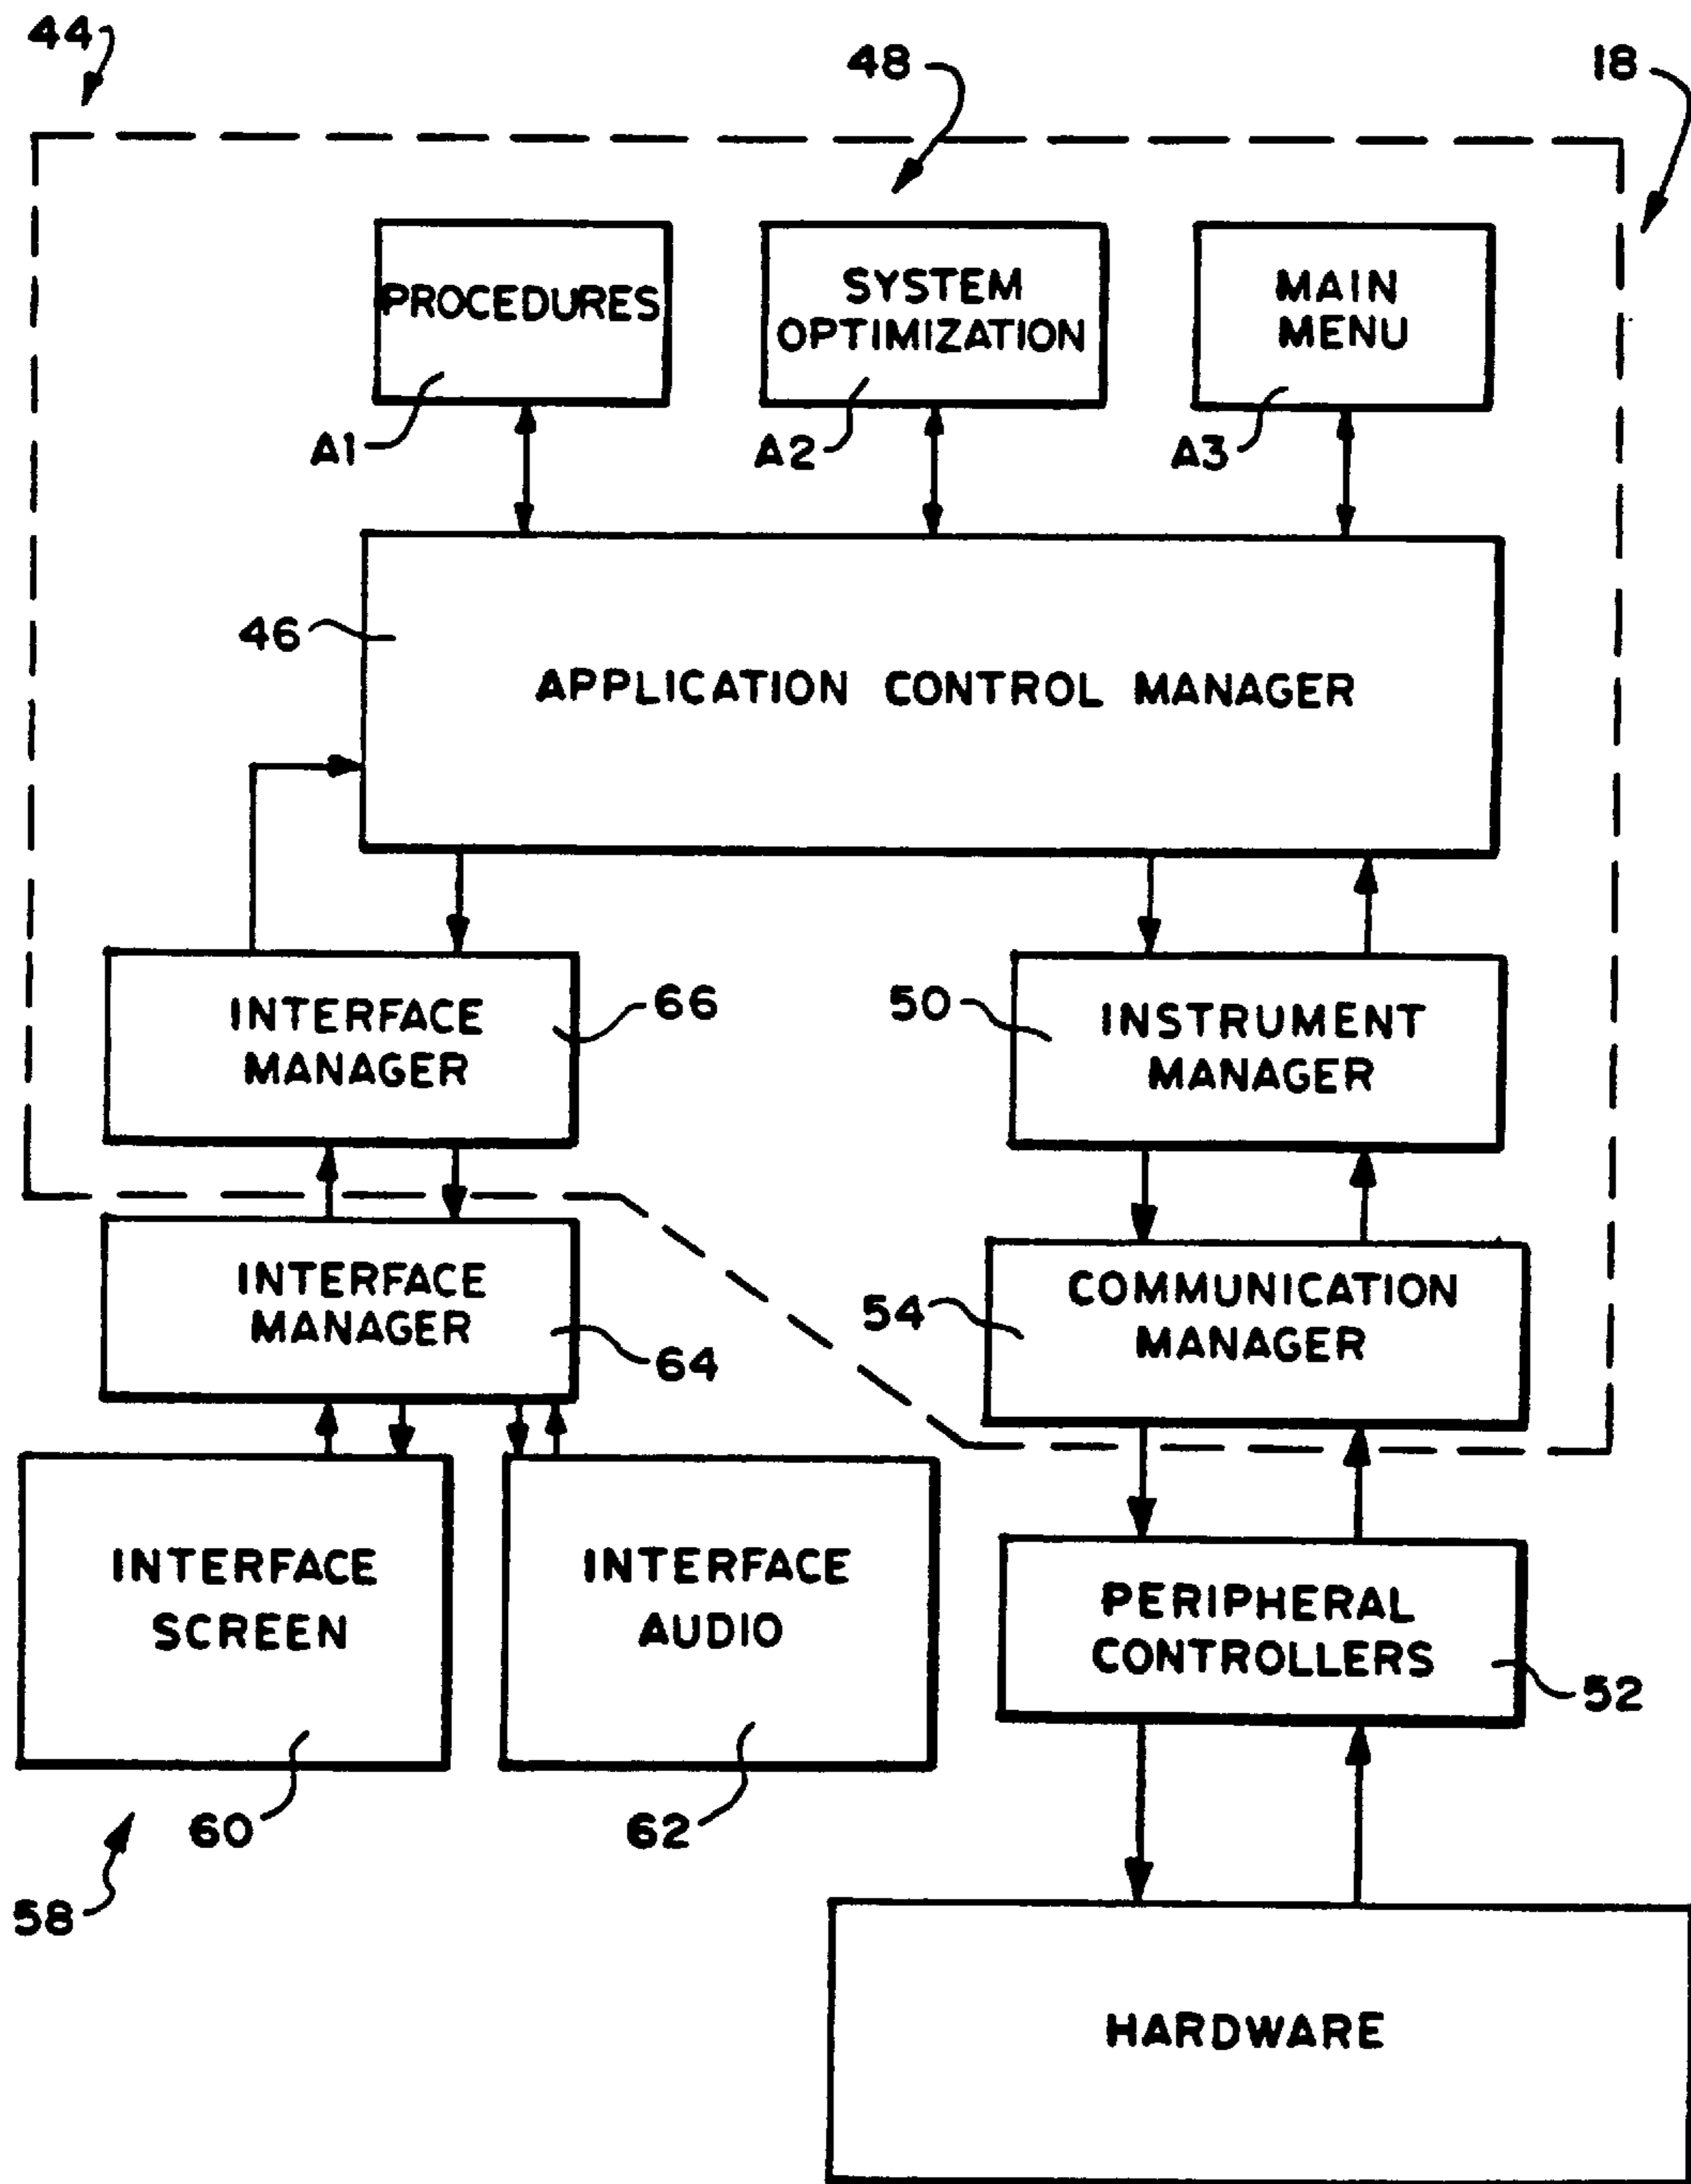 44
48
18
PROCEDURES
SYSTEM
OPTIMIZATION
MAIN
MENU
A1
A2
A3
46
APPLICATION CONTROL MANAGER
INTERFACE
MANAGER
66
50
INSTRUMENT
MANAGER
INTERFACE
MANAGER
64
54
COMMUNICATION
MANAGER
INTERFACE
SCREEN
INTERFACE
AUDIO
PERIPHERAL
CONTROLLERS
52
60
62
58
HARDWARE